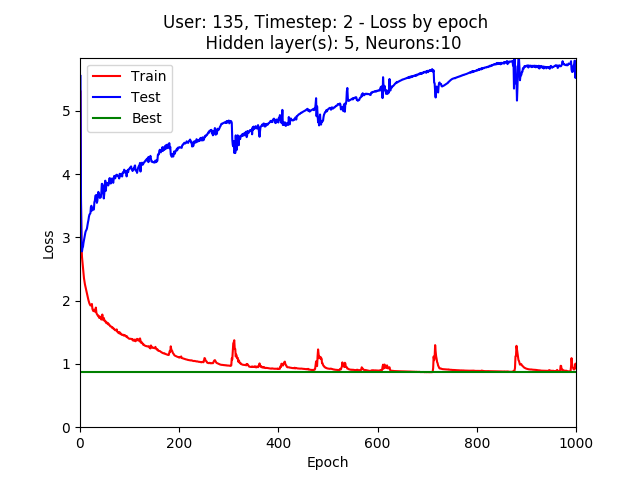 User: 135, Timestep: 2 - Loss by epoch
Hidden layer(s): 5, Neurons:10
Train
Test
Best
5
4
3
2
1
0
Loss
0 200 400 600 800 1000
Epoch